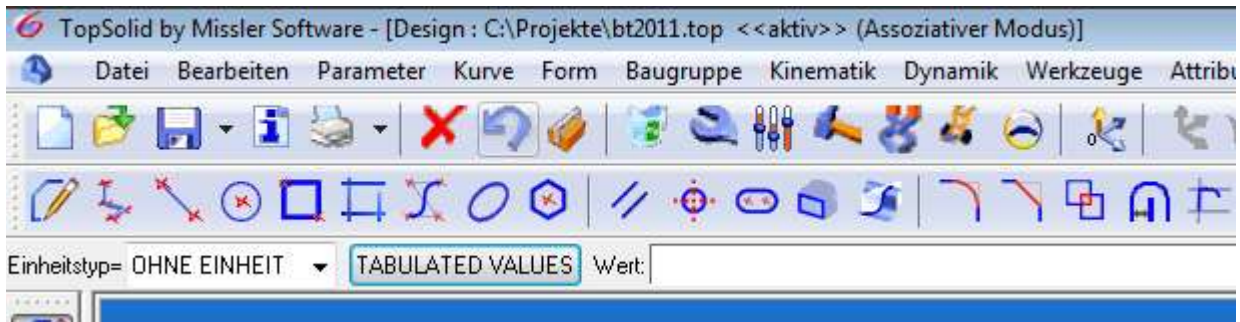 TopSolid by Missler Software - [Design : C:\Projekte\bt2011.top <<aktiv>> (Assoziativer Modus)]
Datei Bearbeiten Parameter Kurve Form Baugruppe Kinematik Dynamik Werkzeuge Attribu
Einheitstyp= OHNE EINHEIT TABULATED VALUES Wert: